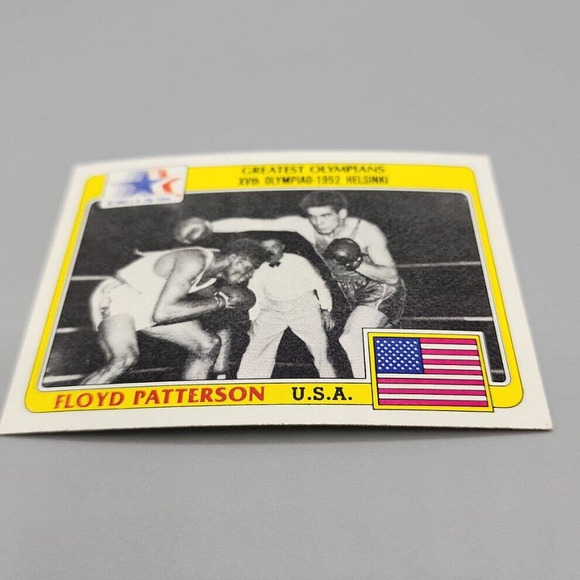 GREATEST OLYMPIANS
XVth OLYMPIAD-1952 HELSINKI
FLOYD PATTERSON U.S.A.